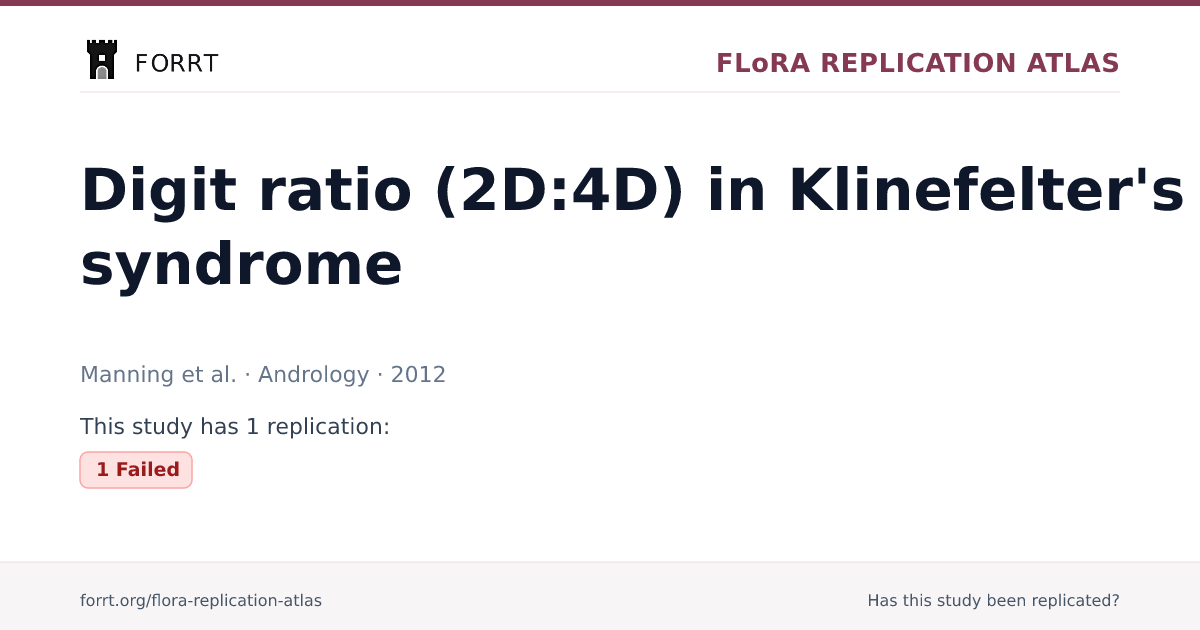 FORRT
FLoRA REPLICATION ATLAS
Digit ratio (2D:4D) in Klinefelter's
syndrome
Manning et al. · Andrology · 2012
This study has 1 replication:
1 Failed
forrt.org/flora-replication-atlas
Has this study been replicated?